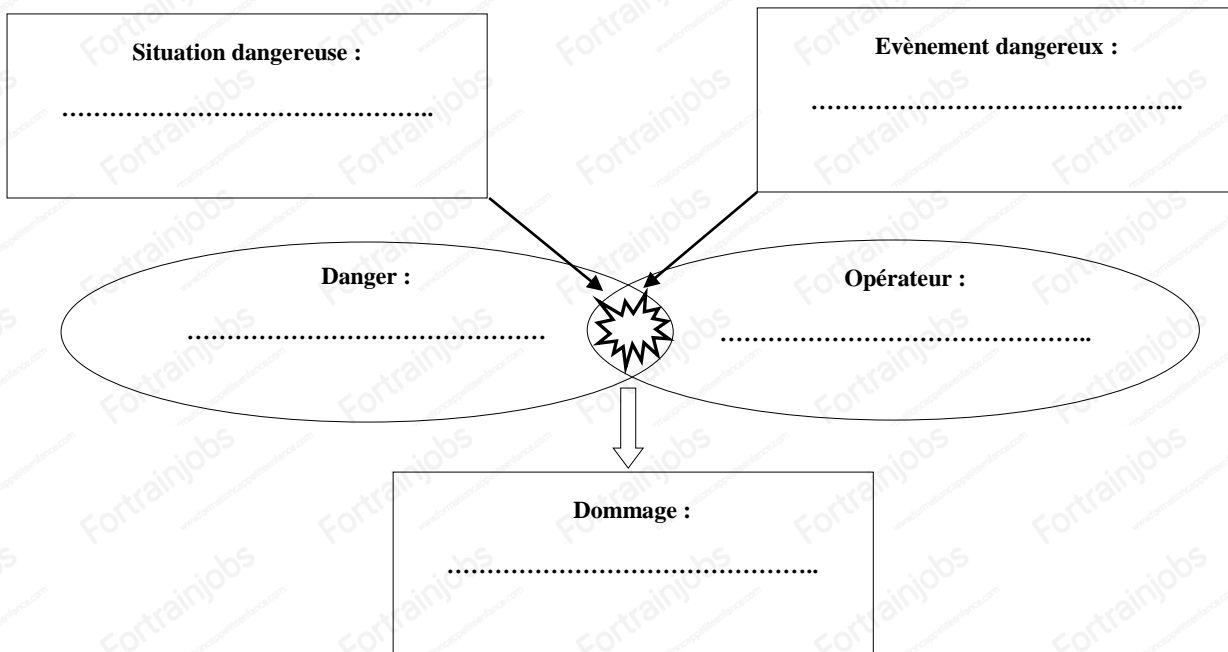 Situation dangereuse :
………………………………………..
Evènement dangereux :
………………………………………..
Danger :
………………………………………
Opérateur :
………………………………………..
Dommage :
………………………………………..
Fortrainjobs